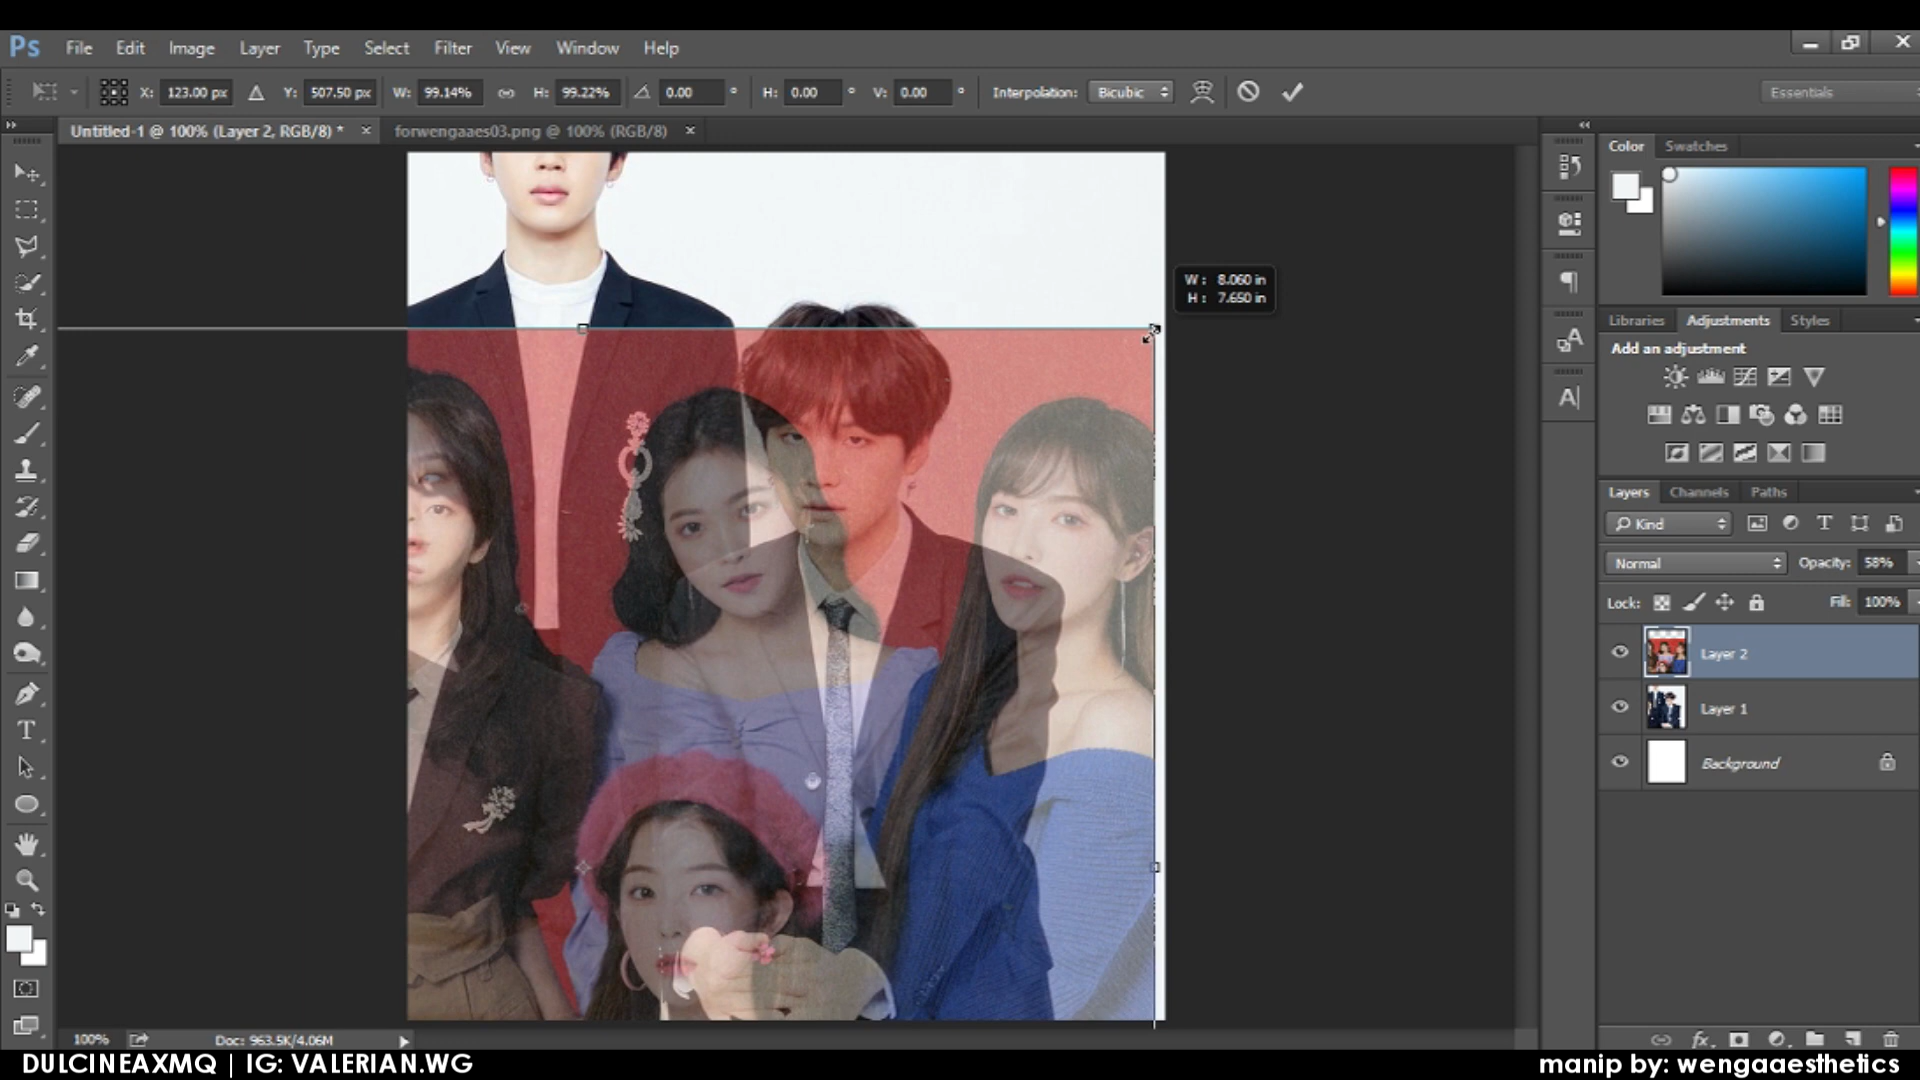 Ps File Edit Image Layer Type Select Filter View Window Help
X: 123.00 px Y: 507.50 px W: 99.14% H: 99.22% 0.00 ° H: 0.00 ° V: 0.00 ° Interpolation: Bicubic Essentials
Untitled-1 @ 100% (Layer 2, RGB/8) * × forwengaaes03.png @ 100% (RGB/8) ×
Color Swatches
W: 8.060 in
H: 7.650 in
Libraries Adjustments Styles
Add an adjustment
Layers Channels Paths
Kind
Normal Opacity: 58%
Lock: Fill: 100%
Layer 2
Layer 1
Background
100% Doc: 963.5K/4.06M
DULCINEAXMQ | IG: VALERIAN.WG
manip by: wengaaesthetics